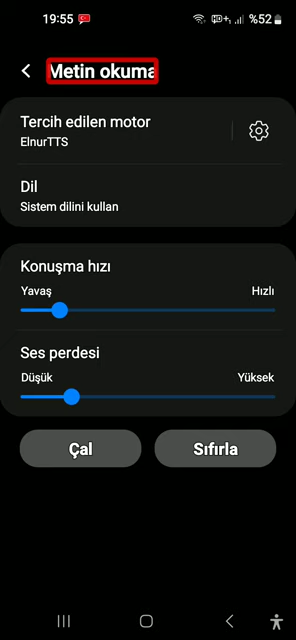 19:55
%52
Metin okuma
Tercih edilen motor
ElnurTTS
Dil
Sistem dilini kullan
Konuşma hızı
Yavaş Hızlı
Ses perdesi
Düşük Yüksek
Çal Sıfırla